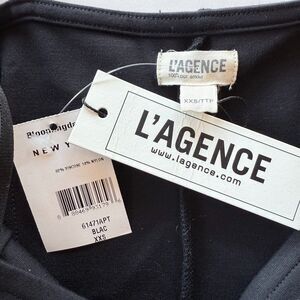 L'AGENCE
XXS/TTP
L'AGENCE
www.lagence.com
NEW Y
61471APT
BLAC
XXS